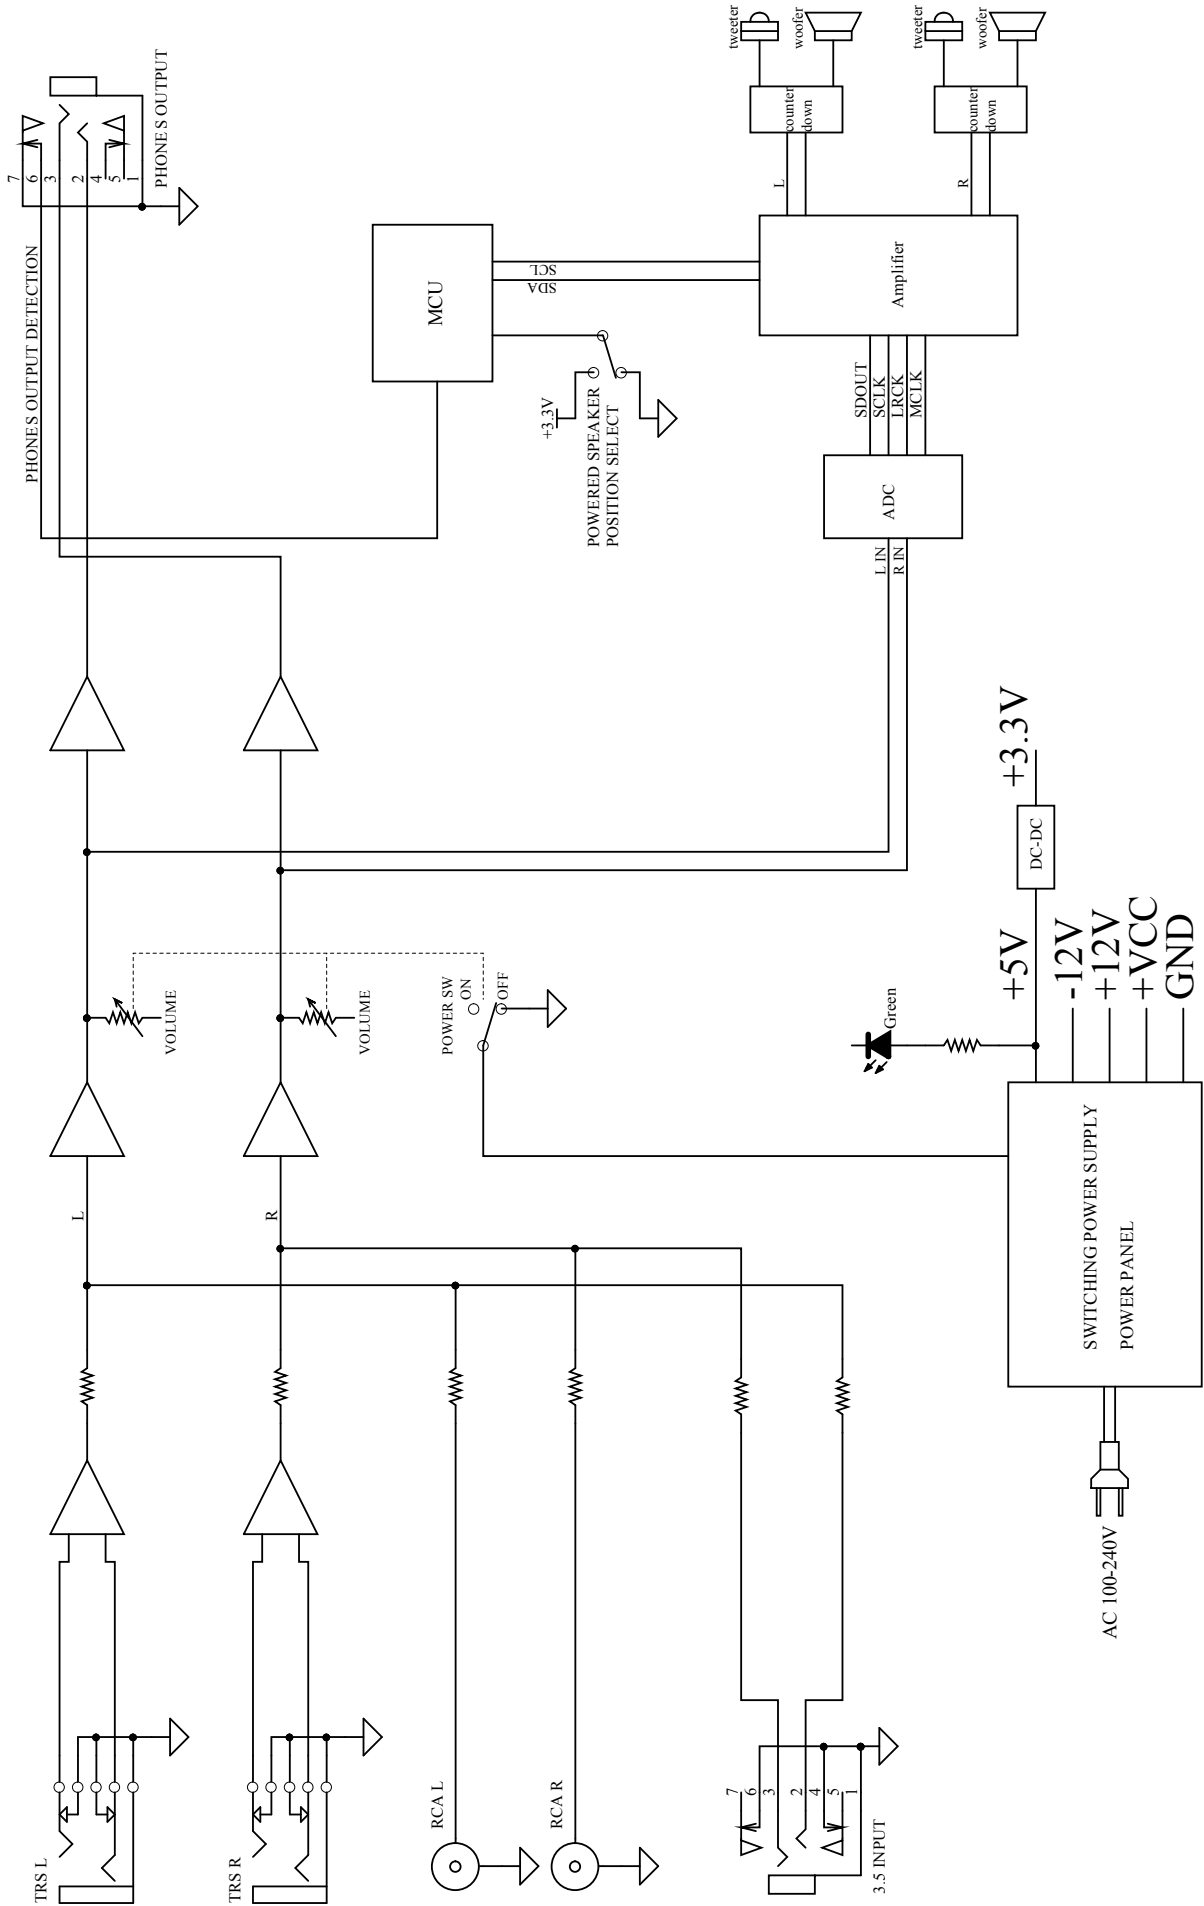 TRS L
TRS R
RCA L
RCA R
3.5 INPUT
7
6
3
2
4
5
1
L
R
VOLUME
VOLUME
POWER SW
ON
OFF
PHONES OUTPUT DETECTION
7
6
3
2
4
5
1
PHONES OUTPUT
MCU
SCL
SDA
+3.3V
POWERED SPEAKER
POSITION SELECT
L IN
R IN
ADC
SDOUT
SCLK
LRCK
MCLK
Amplifier
L
R
counter
down
counter
down
tweeter
woofer
tweeter
woofer
AC 100-240V
SWITCHING POWER SUPPLY
POWER PANEL
Green
+5V
-12V
+12V
+VCC
GND
DC-DC
+3.3V